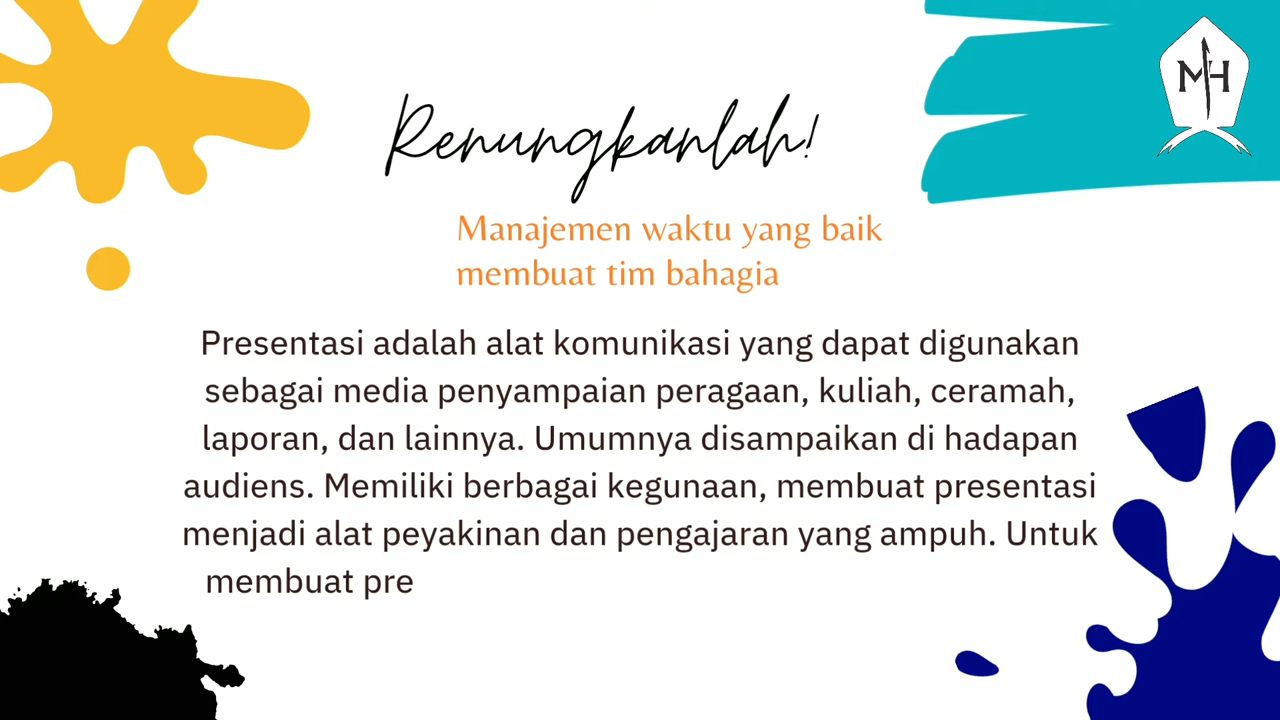 MH
Renungkanlah!
Manajemen waktu yang baik
membuat tim bahagia
Presentasi adalah alat komunikasi yang dapat digunakan
sebagai media penyampaian peragaan, kuliah, ceramah,
laporan, dan lainnya. Umumnya disampaikan di hadapan
audiens. Memiliki berbagai kegunaan, membuat presentasi
menjadi alat peyakinan dan pengajaran yang ampuh. Untuk
membuat pre